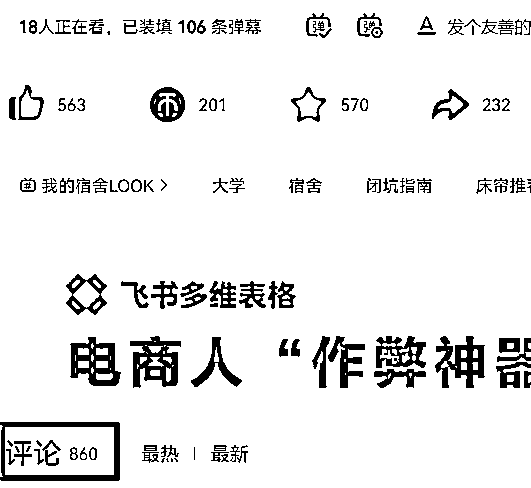 18人正在看，已装填 106 条弹幕 弹 弹 A 发个友善的
563 201 570 232
我的宿舍LOOK > 大学 宿舍 闭坑指南 床帘推荐
飞书多维表格
电商人 “作弊神器
评论 860 最热 | 最新